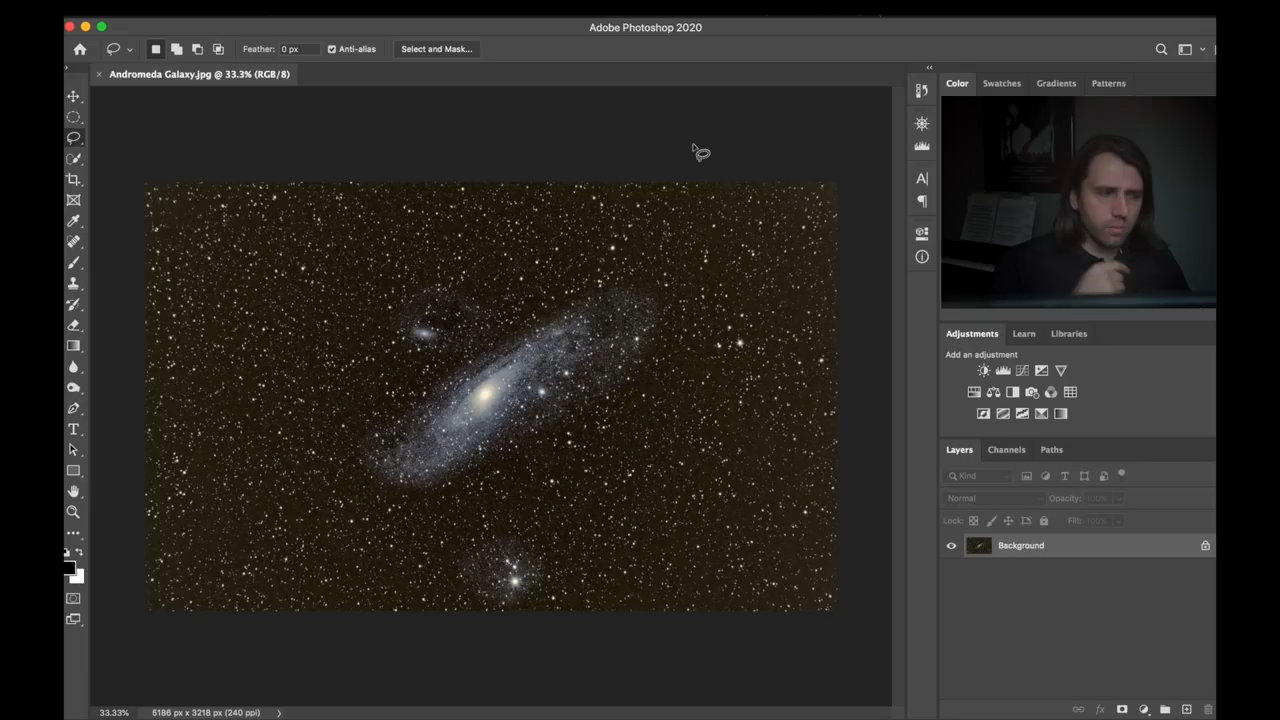 Adobe Photoshop 2020
Feather: 0 px Anti-alias Select and Mask...
Andromeda Galaxy.jpg @ 33.3% (RGB/8)
Color Swatches Gradients Patterns
Adjustments Learn Libraries
Add an adjustment
Layers Channels Paths
Kind
Normal Opacity: 100%
Lock: Fill: 100%
Background
33.33% 5186 px x 3218 px (240 ppi)